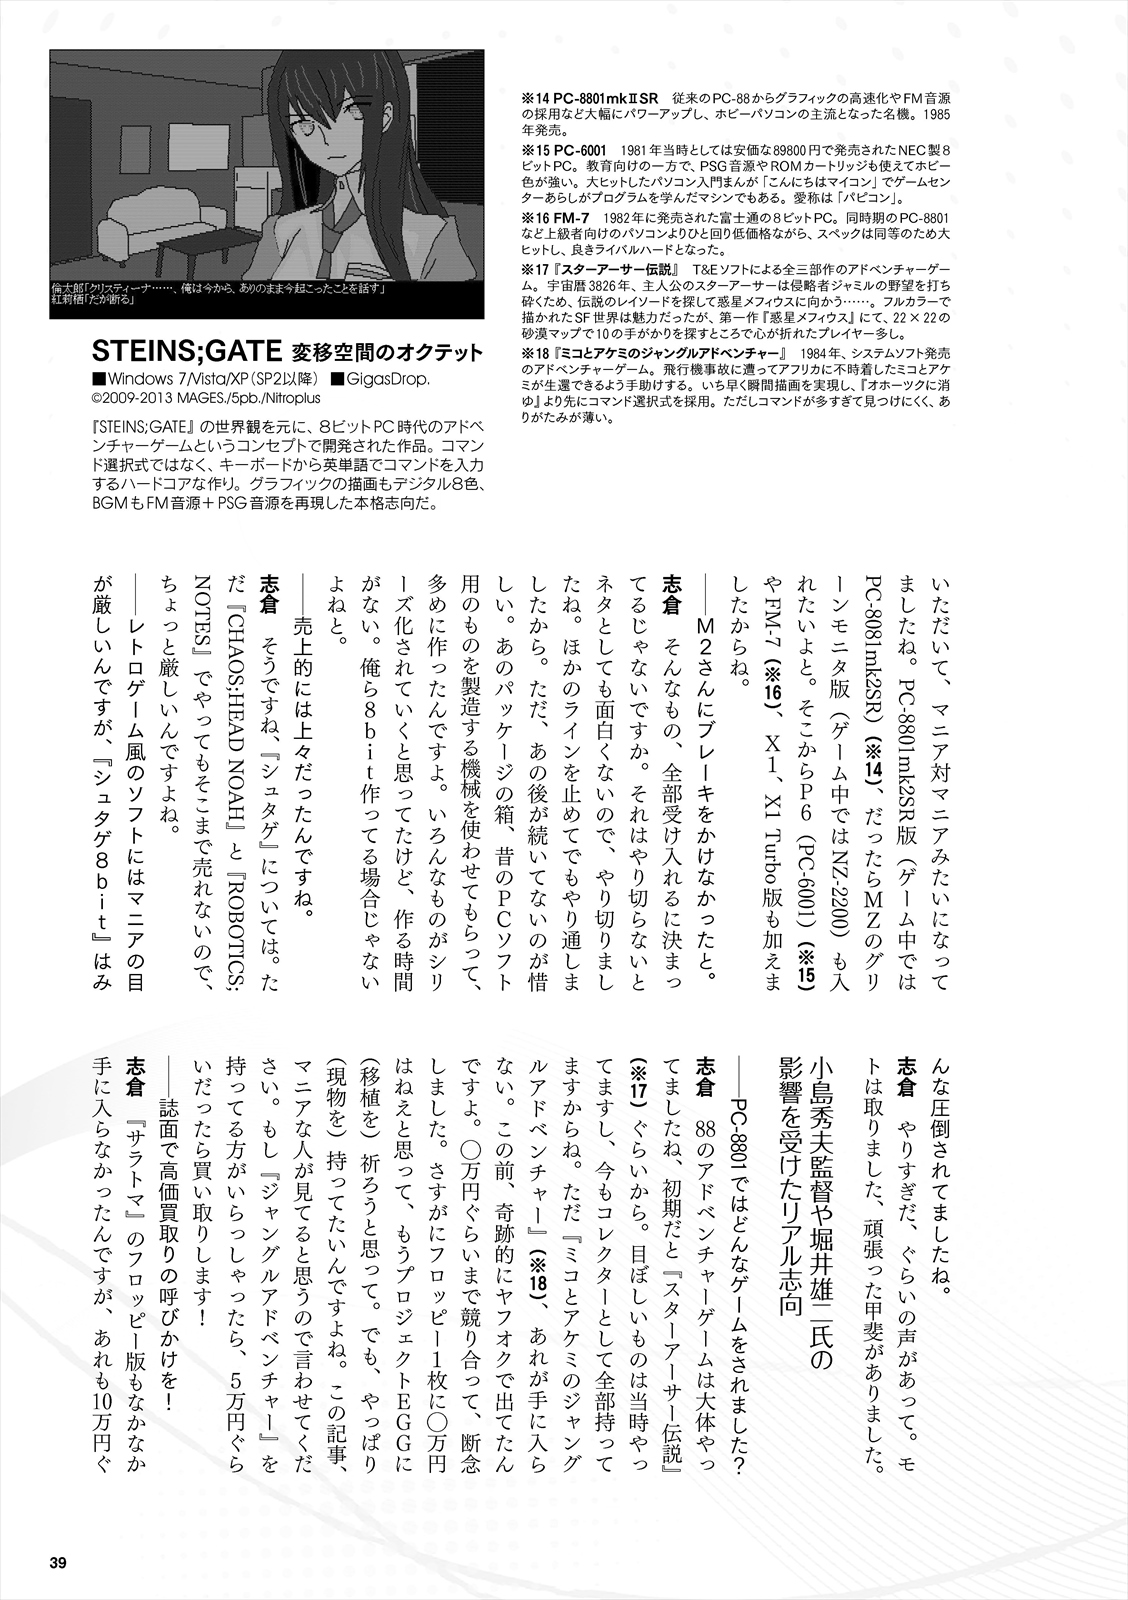 倫太郎「クリスティーナ……、俺は今から、ありのまま今起こったことを話す」
紅莉栖「だが断る」
STEINS;GATE 変移空間のオクテット
■Windows 7/Vista/XP（SP2以降） ■GigasDrop.
©2009-2013 MAGES./5pb./Nitroplus
『STEINS;GATE』の世界観を元に、8ビットPC時代のアドベ
ンチャーゲームというコンセプトで開発された作品。コマン
ド選択式ではなく、キーボードから英単語でコマンドを入力
するハードコアな作り。グラフィックの描画もデジタル8色、
BGMもFM音源＋PSG音源を再現した本格志向だ。
※14 PC-8801mkⅡSR　従来のPC-88からグラフィックの高速化やFM音源
の採用など大幅にパワーアップし、ホビーパソコンの主流となった名機。1985
年発売。
※15 PC-6001　1981年当時としては安価な89800円で発売されたNEC製8
ビットPC。教育向けの一方で、PSG音源やROMカートリッジも使えてホビー
色が強い。大ヒットしたパソコン入門まんが「こんにちはマイコン」でゲームセン
ターあらしがプログラムを学んだマシンでもある。愛称は「パピコン」。
※16 FM-7　1982年に発売された富士通の8ビットPC。同時期のPC-8801
など上級者向けのパソコンよりひと回り低価格ながら、スペックは同等のため大
ヒットし、良きライバルハードとなった。
※17『スターアーサー伝説』　T&Eソフトによる全三部作のアドベンチャーゲー
ム。宇宙暦3826年、主人公のスターアーサーは侵略者ジャミルの野望を打ち
砕くため、伝説のレイソードを探して惑星メフィウスに向かう……。フルカラーで
描かれたSF世界は魅力だったが、第一作『惑星メフィウス』にて、22×22の
砂漠マップで10の手がかりを探すところで心が折れたプレイヤー多し。
※18『ミコとアケミのジャングルアドベンチャー』　1984年、システムソフト発売
のアドベンチャーゲーム。飛行機事故に遭ってアフリカに不時着したミコとアケ
ミが生還できるよう手助けする。いち早く瞬間描画を実現し、『オホーツクに消
ゆ』より先にコマンド選択式を採用。ただしコマンドが多すぎて見つけにくく、あ
りがたみが薄い。
いただいて、マニア対マニアみたいになって
ましたね。PC-8801mk2SR版（ゲーム中では
PC-8081mk2SR）（※14）、だったらMZのグリ
ーンモニタ版（ゲーム中ではNZ-2200）も入
れたいよと。そこからP6（PC-6001）（※15）
やFM-7（※16）、X1、X1 Turbo版も加えま
したからね。
――M2さんにブレーキをかけなかったと。
志倉　そんなもの、全部受け入れるに決まっ
てるじゃないですか。それはやり切らないと
ネタとしても面白くないので、やり切りまし
たね。ほかのラインを止めてでもやり通しま
したから。ただ、あの後が続いてないのが惜
しい。あのパッケージの箱、昔のPCソフト
用のものを製造する機械を使わせてもらって、
多めに作ったんですよ。いろんなものがシリ
ーズ化されていくと思ってたけど、作る時間
がない。俺ら8bit作ってる場合じゃない
よねと。
――売上的には上々だったんですね。
志倉　そうですね、『シュタゲ』については。た
だ『CHAOS;HEAD NOAH』と『ROBOTICS;
NOTES』でやってもそこまで売れないので、
ちょっと厳しいんですよね。
――レトロゲーム風のソフトにはマニアの目
が厳しいんですが、『シュタゲ8bit』はみ
んな圧倒されてましたね。
志倉　やりすぎだ、ぐらいの声があって。モ
トは取りました、頑張った甲斐がありました。
小島秀夫監督や堀井雄二氏の
影響を受けたリアル志向
――PC-8801ではどんなゲームをされました？
志倉　88のアドベンチャーゲームは大体やっ
てましたね、初期だと『スターアーサー伝説』
（※17）ぐらいから。目ぼしいものは当時やっ
てますし、今もコレクターとして全部持って
ますからね。ただ『ミコとアケミのジャング
ルアドベンチャー』（※18）、あれが手に入ら
ない。この前、奇跡的にヤフオクで出てたん
ですよ。〇万円ぐらいまで競り合って、断念
しました。さすがにフロッピー1枚に〇万円
はねえと思って、もうプロジェクトEGGに
（移植を）祈ろうと思って。でも、やっぱり
（現物を）持ってたいんですよね。この記事、
マニアな人が見てると思うので言わせてくだ
さい。もし『ジャングルアドベンチャー』を
持ってる方がいらっしゃったら、5万円ぐら
いだったら買い取りします！
――誌面で高価買取りの呼びかけを！
志倉　『サラトマ』のフロッピー版もなかなか
手に入らなかったんですが、あれも10万円ぐ
39